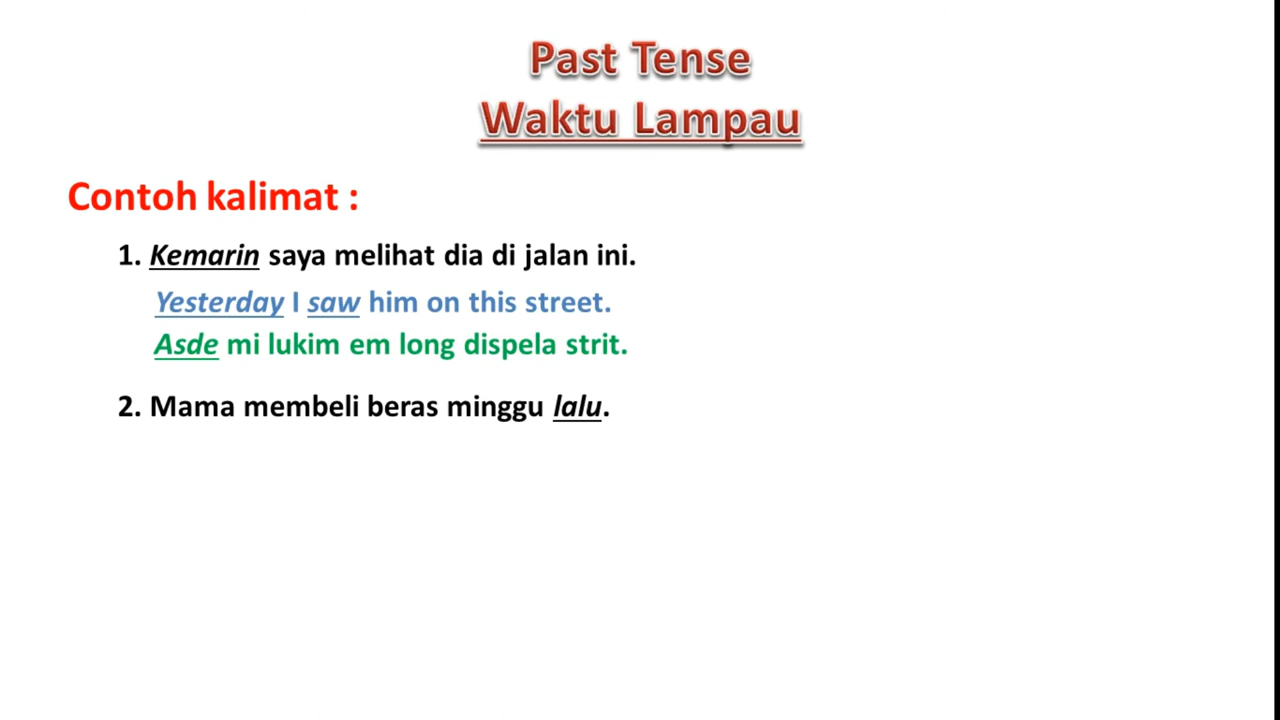 Past Tense
Waktu Lampau
Contoh kalimat :
1. Kemarin saya melihat dia di jalan ini.
Yesterday I saw him on this street.
Asde mi lukim em long dispela strit.
2. Mama membeli beras minggu lalu.